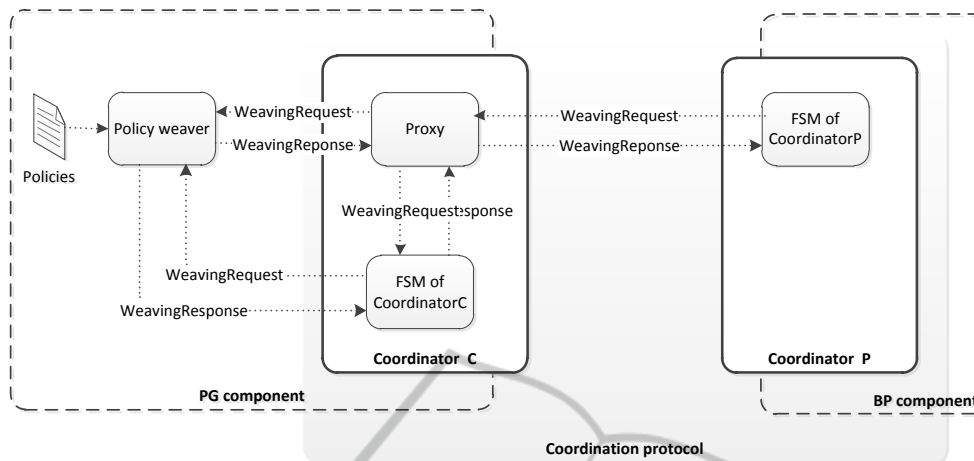 WeavingRequest
WeavingReponse
Policy weaver
Proxy
WeavingRequest
WeavingReponse
FSM of
CoordinatorP
Policies
WeavingRequest
sponse
WeavingRequest
WeavingResponse
FSM of
CoordinatorC
Coordinator C
Coordinator P
PG component
BP component
Coordination protocol